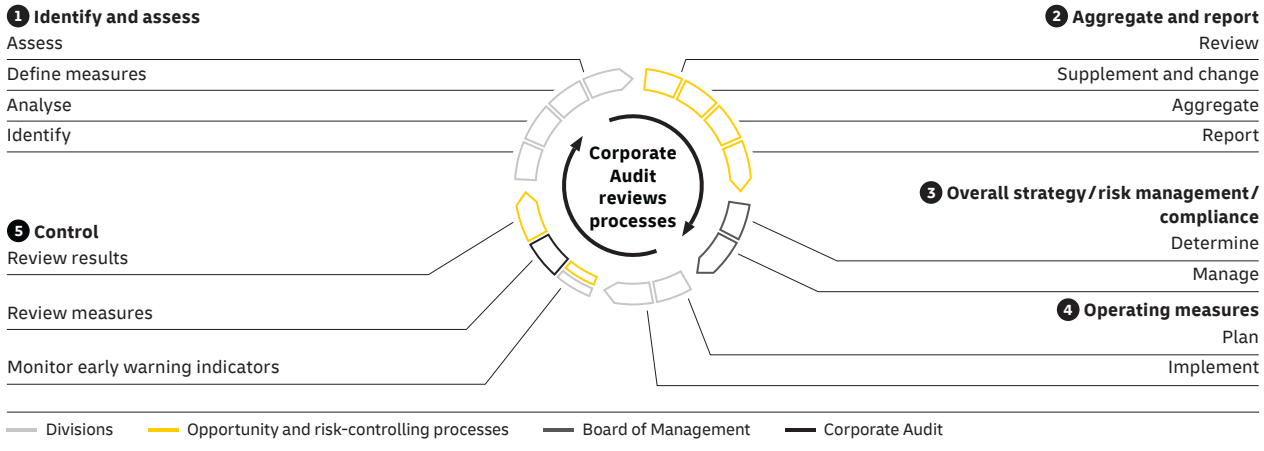 1 Identify and assess
Assess
Define measures
Analyse
Identify
2 Aggregate and report
Review
Supplement and change
Aggregate
Report
Corporate
Audit
reviews
processes
3 Overall strategy/risk management/
compliance
Determine
Manage
4 Operating measures
Plan
Implement
5 Control
Review results
Review measures
Monitor early warning indicators
Divisions
Opportunity and risk-controlling processes
Board of Management
Corporate Audit